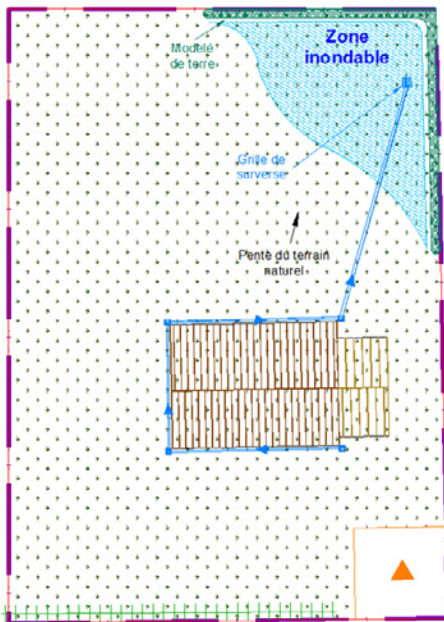 Zone
inondable
Modelé
de terre
Grille de
surverse
Pente du terrain
naturel